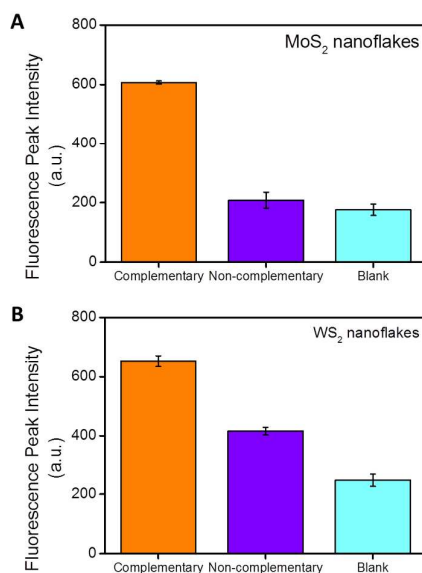 A
MoS2 nanoflakes
Fluorescence Peak Intensity
(a.u.)
800
600
400
200
0
Complementary Non-complementary Blank
B
WS2 nanoflakes
Fluorescence Peak Intensity
(a.u.)
800
600
400
200
0
Complementary Non-complementary Blank